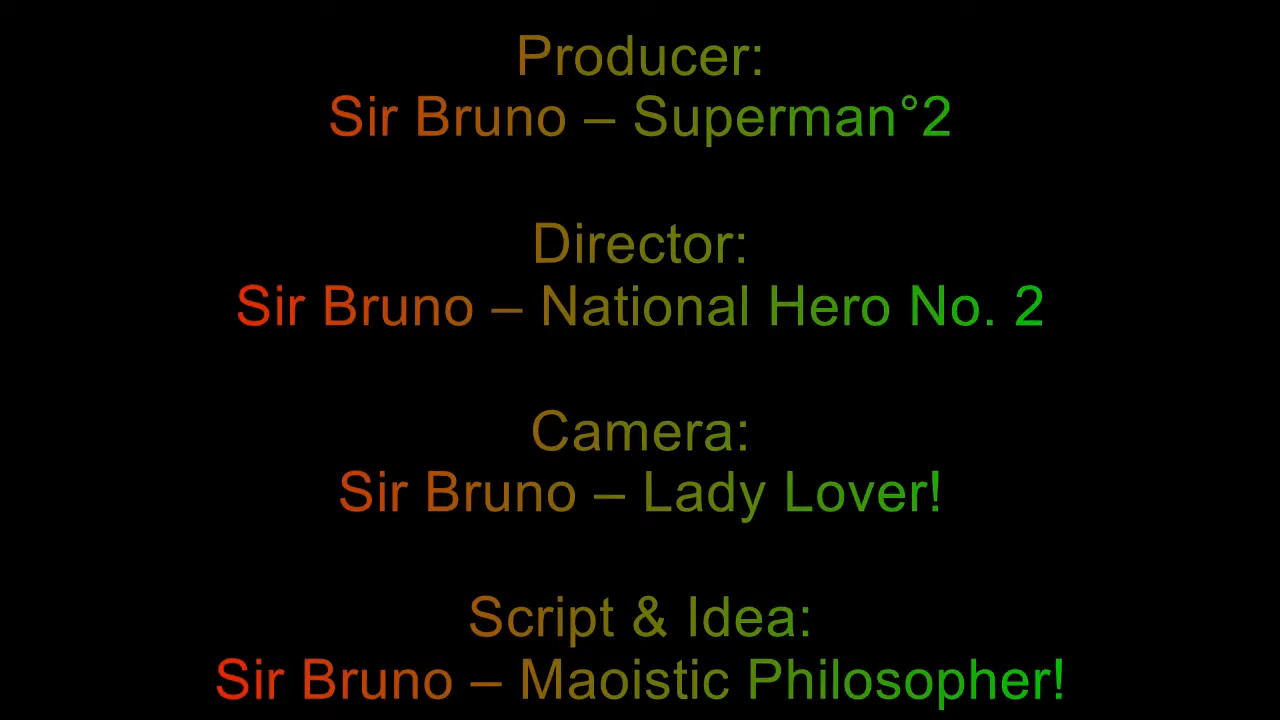 Producer:
Sir Bruno – Superman°2
Director:
Sir Bruno – National Hero No. 2
Camera:
Sir Bruno – Lady Lover!
Script & Idea:
Sir Bruno – Maoistic Philosopher!